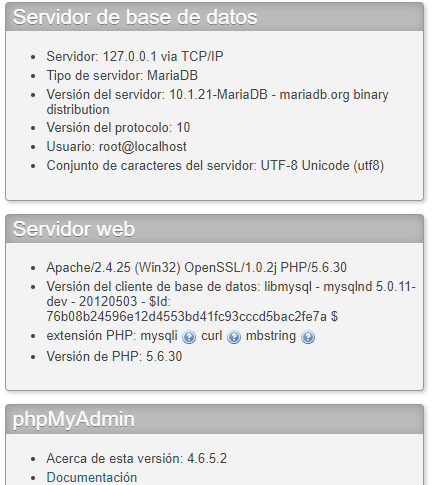 Servidor de base de datos
Servidor: 127.0.0.1 via TCP/IP
Tipo de servidor: MariaDB
Versión del servidor: 10.1.21-MariaDB - mariadb.org binary
distribution
Versión del protocolo: 10
Usuario: root@localhost
Conjunto de caracteres del servidor: UTF-8 Unicode (utf8)
Servidor web
Apache/2.4.25 (Win32) OpenSSL/1.0.2j PHP/5.6.30
Versión del cliente de base de datos: libmysql - mysqlnd 5.0.11-
dev - 20120503 - $Id:
76b08b24596e12d4553bd41fc93cccd5bac2fe7a $
extensión PHP: mysqli curl mbstring
Versión de PHP: 5.6.30
phpMyAdmin
Acerca de esta versión: 4.6.5.2
Documentación